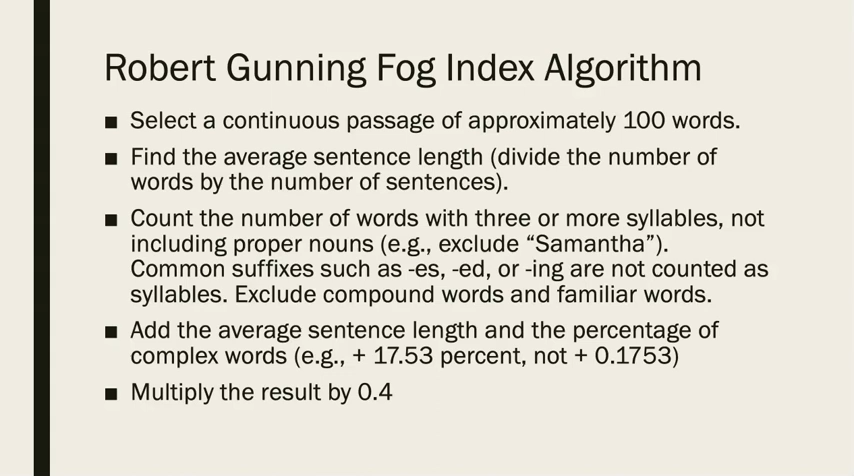 Robert Gunning Fog Index Algorithm
■ Select a continuous passage of approximately 100 words.
■ Find the average sentence length (divide the number of
words by the number of sentences).
■ Count the number of words with three or more syllables, not
including proper nouns (e.g., exclude “Samantha”).
Common suffixes such as -es, -ed, or -ing are not counted as
syllables. Exclude compound words and familiar words.
■ Add the average sentence length and the percentage of
complex words (e.g., + 17.53 percent, not + 0.1753)
■ Multiply the result by 0.4